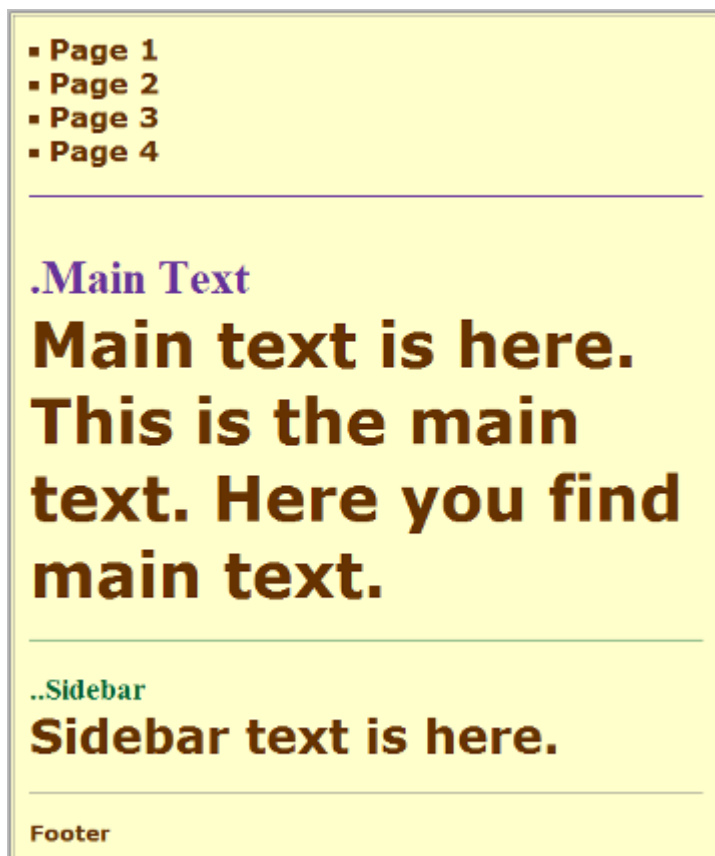 ▪ Page 1
▪ Page 2
▪ Page 3
▪ Page 4
.Main Text
Main text is here.
This is the main
text. Here you find
main text.
..Sidebar
Sidebar text is here.
Footer